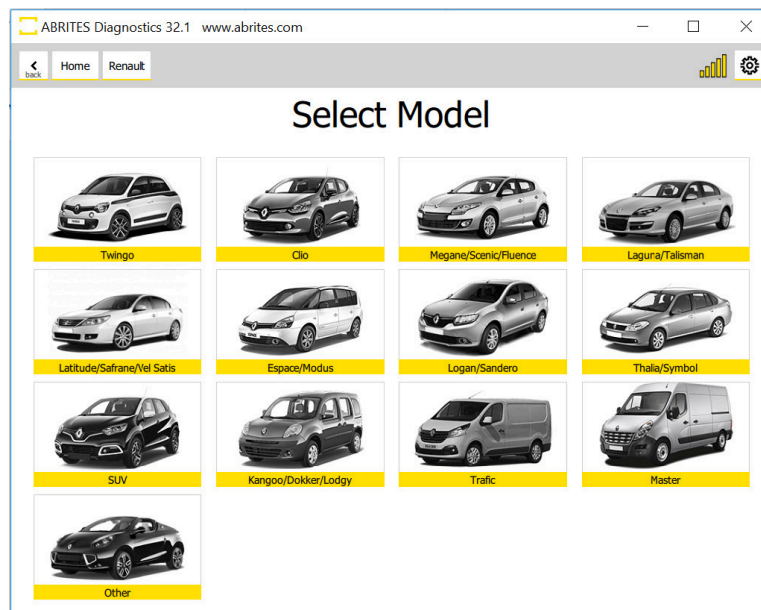 ABRITES Diagnostics 32.1 www.abrites.com
back Home Renault
Select Model
Twingo Clio Megane/Scenic/Fluence Laguna/Talisman
Latitude/Safrane/Vel Satis Espace/Modus Logan/Sandero Thalia/Symbol
SUV Kangoo/Dokker/Lodgy Trafic Master
Other